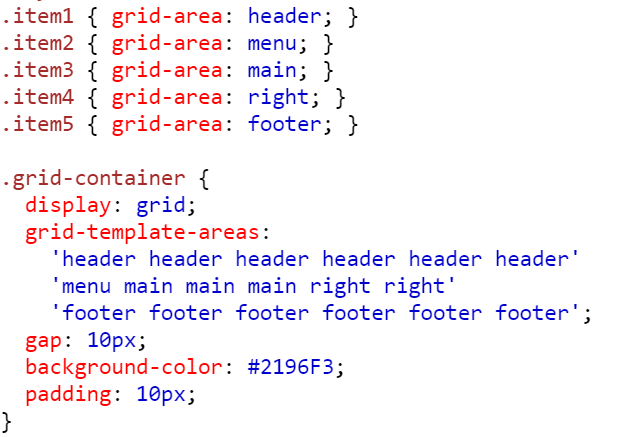 .item1 { grid-area: header; }
.item2 { grid-area: menu; }
.item3 { grid-area: main; }
.item4 { grid-area: right; }
.item5 { grid-area: footer; }

.grid-container {
  display: grid;
  grid-template-areas:
    'header header header header header header'
    'menu main main main right right'
    'footer footer footer footer footer footer';
  gap: 10px;
  background-color: #2196F3;
  padding: 10px;
}